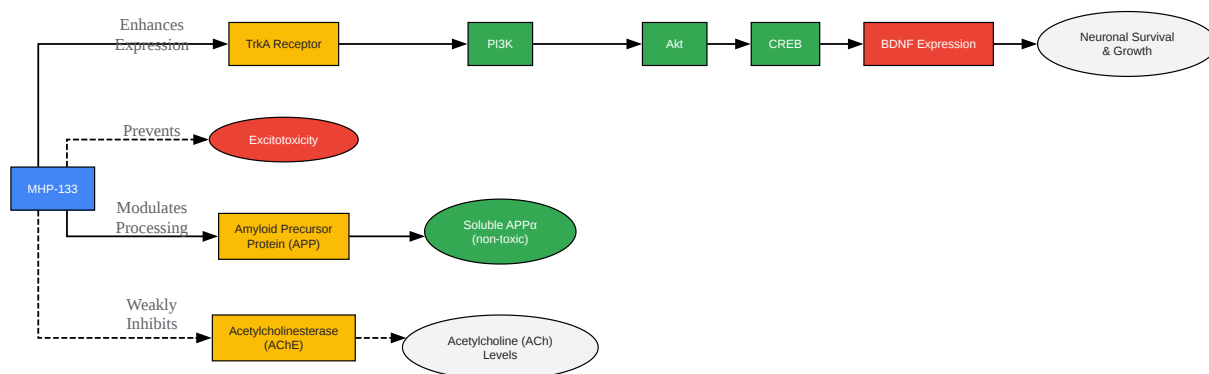 Enhances
Expression
TrkA Receptor
PI3K
Akt
CREB
BDNF Expression
Neuronal Survival
& Growth
Prevents
Excitotoxicity
MHP-133
Modulates
Processing
Amyloid Precursor
Protein (APP)
Soluble APPα
(non-toxic)
Weakly
Inhibits
Acetylcholinesterase
(AChE)
Acetylcholine (ACh)
Levels